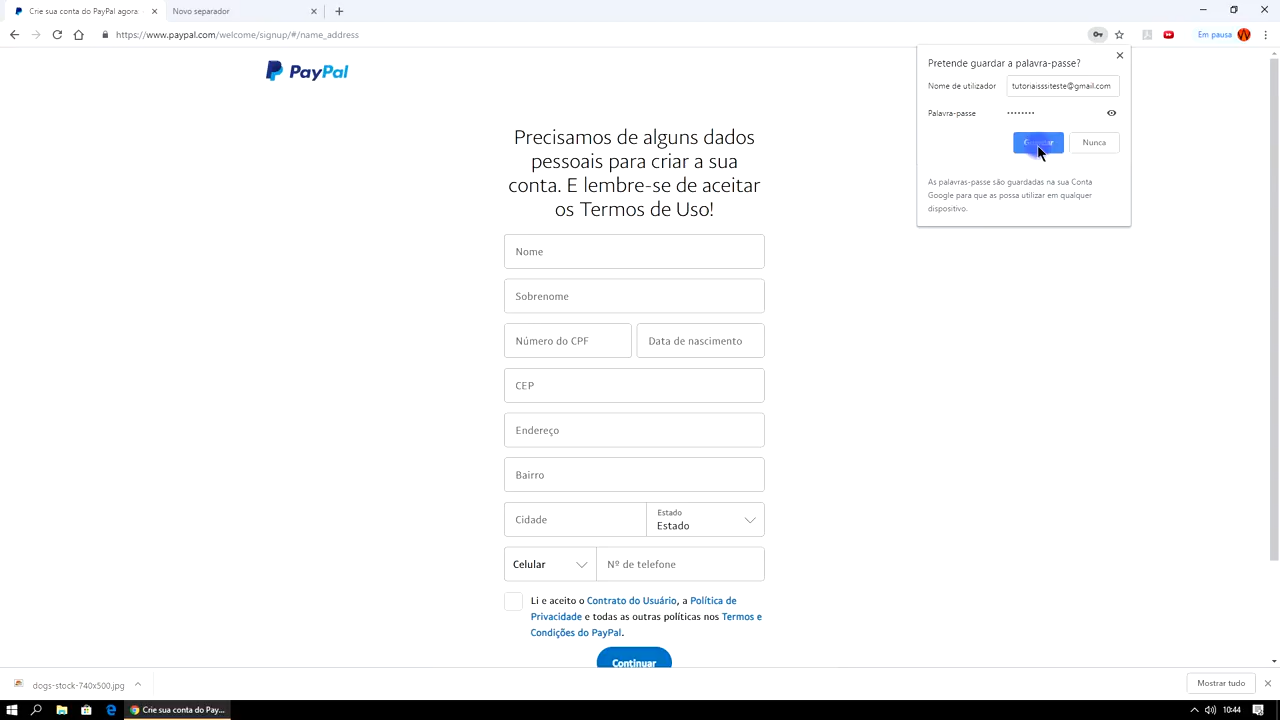 Crie sua conta do PayPal agora.
Novo separador
https://www.paypal.com/welcome/signup/#/name_address
Em pausa
PayPal
Pretende guardar a palavra-passe?
Nome de utilizador
tutoriaisssiteste@gmail.com
Palavra-passe
••••••••
Guardar
Nunca
As palavras-passe são guardadas na sua Conta
Google para que as possa utilizar em qualquer
dispositivo.
Precisamos de alguns dados
pessoais para criar a sua
conta. E lembre-se de aceitar
os Termos de Uso!
Nome
Sobrenome
Número do CPF
Data de nascimento
CEP
Endereço
Bairro
Cidade
Estado
Estado
Celular
Nº de telefone
Li e aceito o Contrato do Usuário, a Política de
Privacidade e todas as outras políticas nos Termos e
Condições do PayPal.
Continuar
dogs-stock-740x500.jpg
Mostrar tudo
Crie sua conta do Pay...
10:44